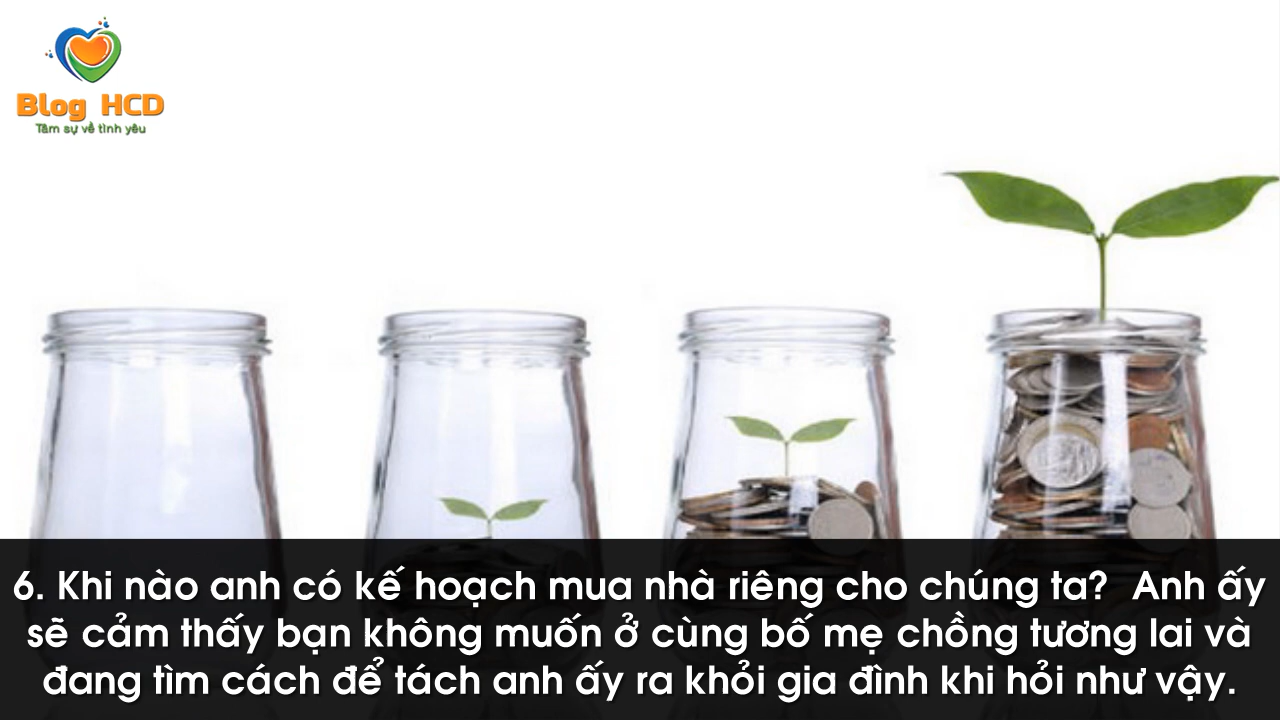 Blog HCD
Tâm sự về tình yêu
6. Khi nào anh có kế hoạch mua nhà riêng cho chúng ta? Anh ấy
sẽ cảm thấy bạn không muốn ở cùng bố mẹ chồng tương lai và
đang tìm cách để tách anh ấy ra khỏi gia đình khi hỏi như vậy.